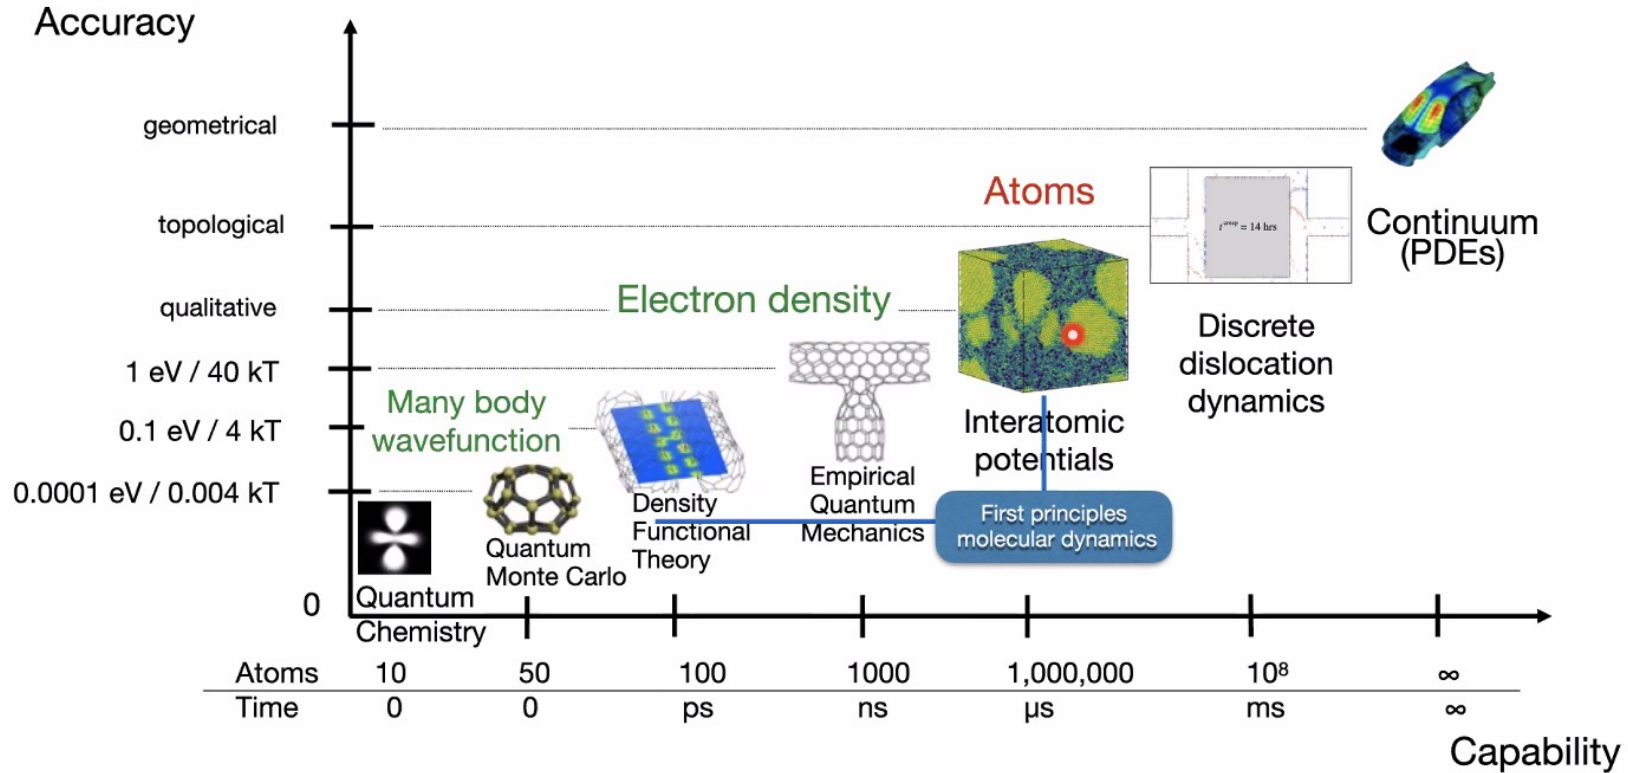 Accuracy
geometrical
topological
qualitative
1 eV / 40 kT
0.1 eV / 4 kT
0.0001 eV / 0.004 kT
0
Many body
wavefunction
Electron density
Atoms
Quantum
Chemistry
Quantum
Monte Carlo
Density
Functional
Theory
Empirical
Quantum
Mechanics
Interatomic
potentials
First principles
molecular dynamics
t^creep = 14 hrs
Discrete
dislocation
dynamics
Continuum
(PDEs)
Atoms 10 50 100 1000 1,000,000 10⁸ ∞
Time 0 0 ps ns µs ms ∞
Capability